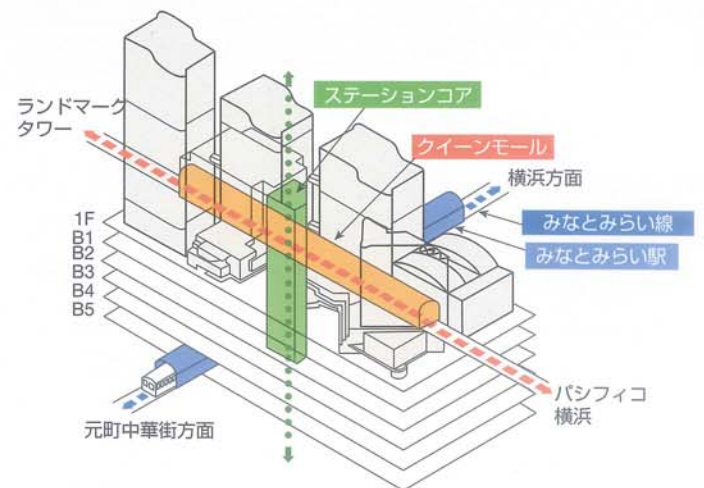 ステーションコア
ランドマーク
タワー
クイーンモール
横浜方面
みなとみらい線
みなとみらい駅
1F
B1
B2
B3
B4
B5
パシフィコ
横浜
元町中華街方面